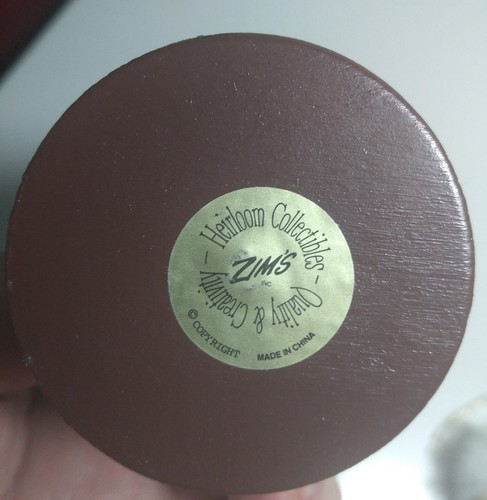 – Heirloom Collectibles –
ZIM'S
INC
Quality & Creativity
© COPYRIGHT
MADE IN CHINA